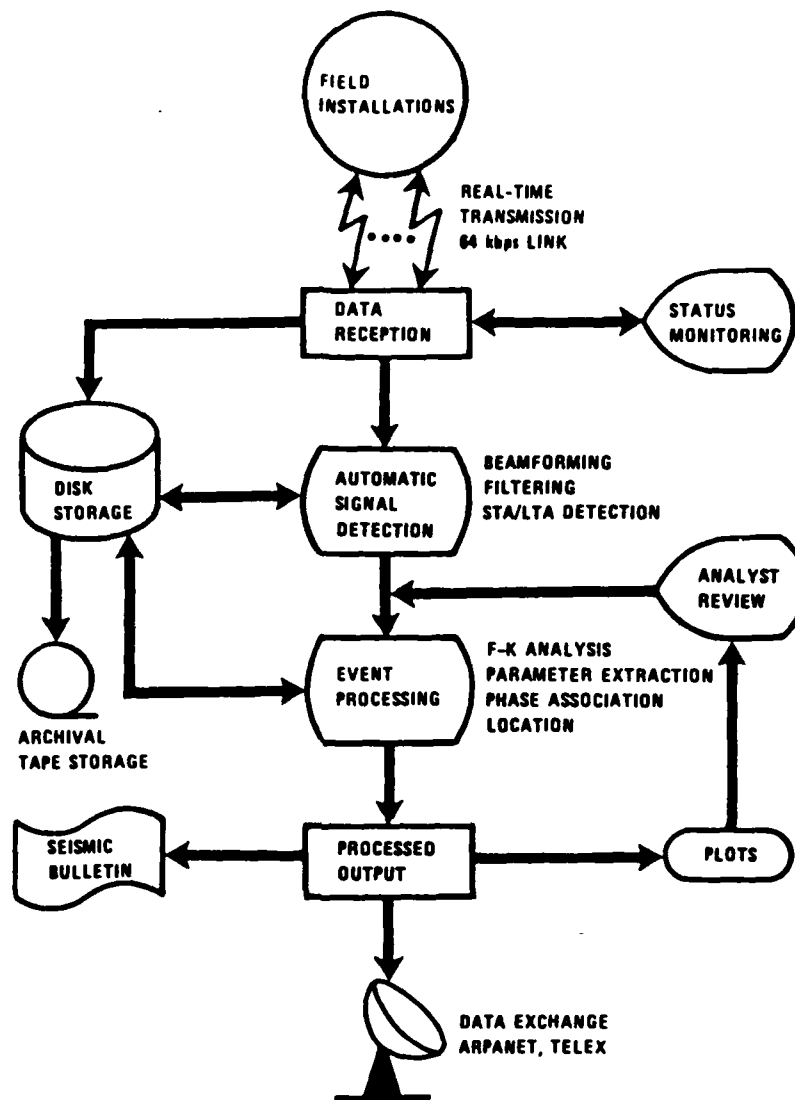 FIELD
INSTALLATIONS
REAL-TIME
TRANSMISSION
64 kbps LINK
DATA
RECEPTION
STATUS
MONITORING
DISK
STORAGE
AUTOMATIC
SIGNAL
DETECTION
BEAMFORMING
FILTERING
STA/LTA DETECTION
ANALYST
REVIEW
EVENT
PROCESSING
F-K ANALYSIS
PARAMETER EXTRACTION
PHASE ASSOCIATION
LOCATION
ARCHIVAL
TAPE STORAGE
SEISMIC
BULLETIN
PROCESSED
OUTPUT
PLOTS
DATA EXCHANGE
ARPANET, TELEX